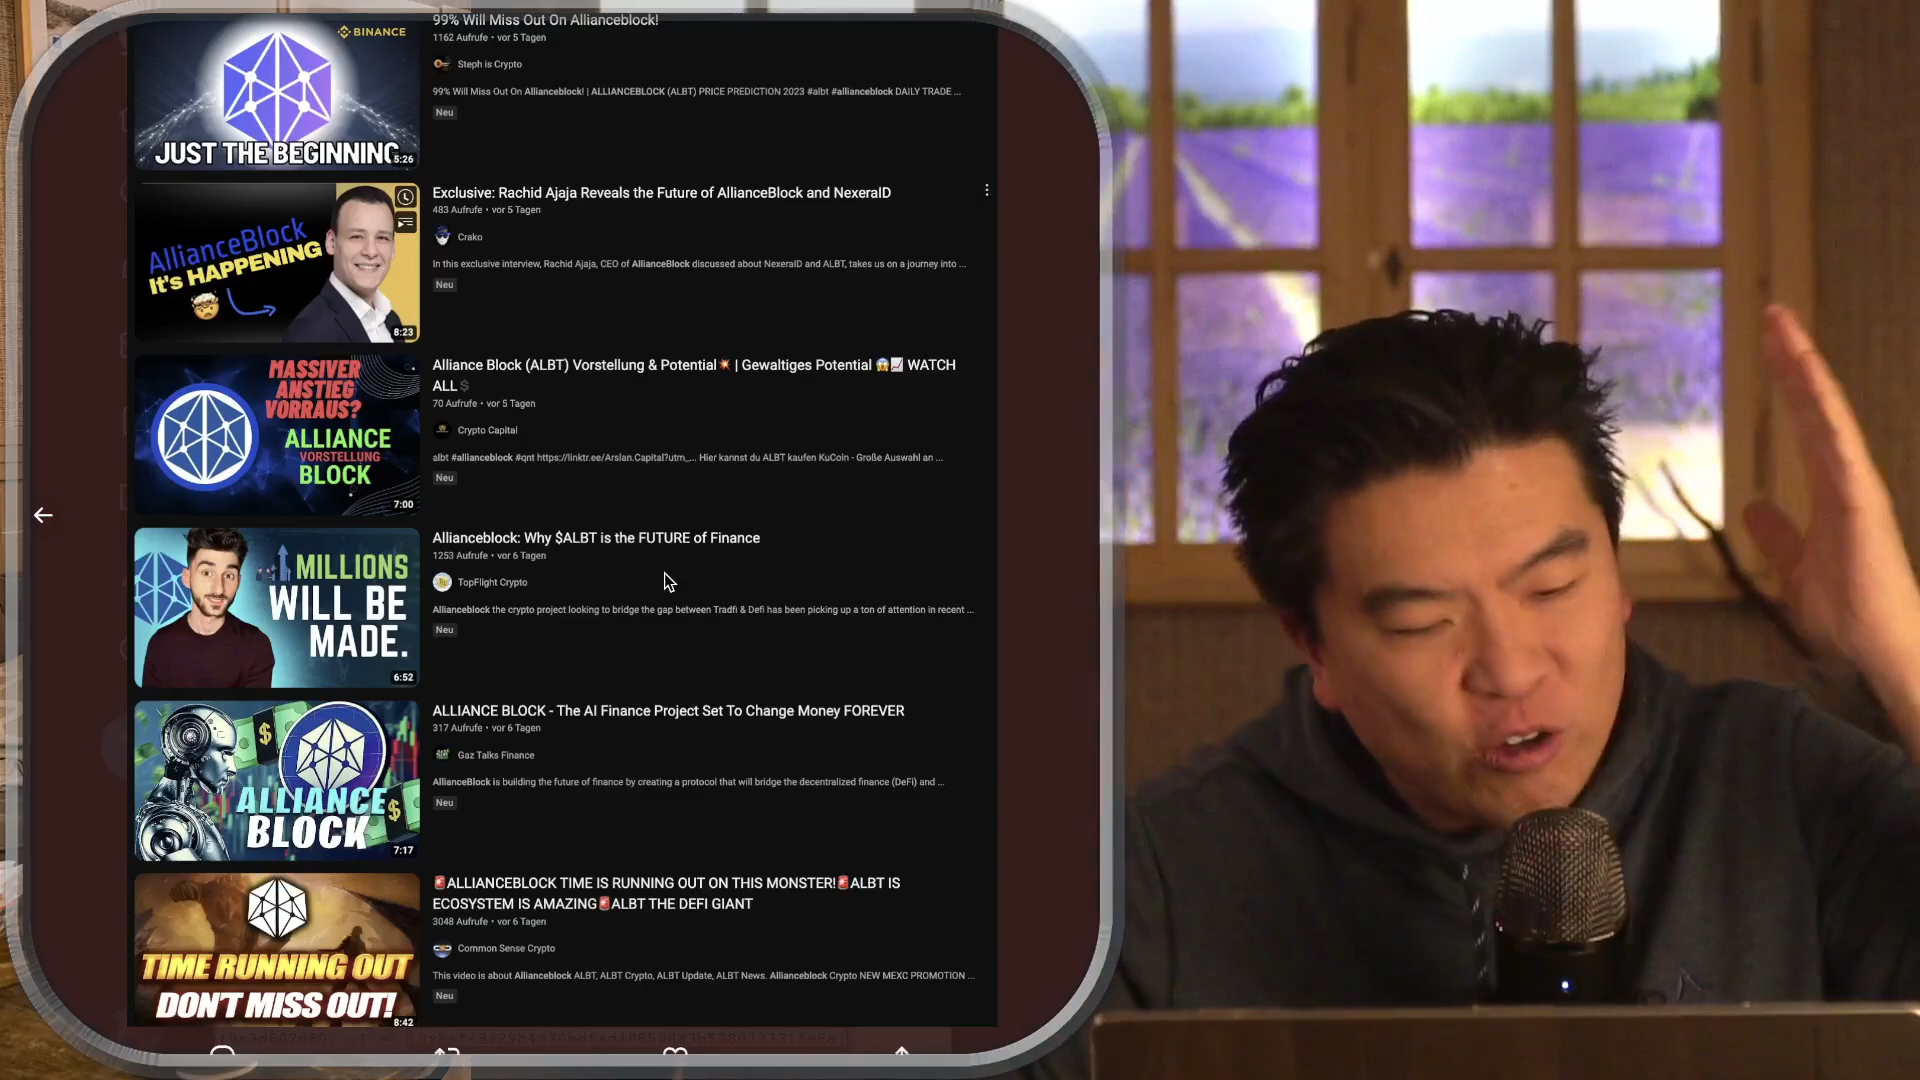 BINANCE
JUST THE BEGINNING
5:26
99% Will Miss Out On Allianceblock!
1162 Aufrufe • vor 5 Tagen
Steph is Crypto
99% Will Miss Out On Allianceblock! | ALLIANCEBLOCK (ALBT) PRICE PREDICTION 2023 #albt #allianceblock DAILY TRADE ...
Neu
AllianceBlock
It's HAPPENING
8:23
Exclusive: Rachid Ajaja Reveals the Future of AllianceBlock and NexeraID
483 Aufrufe • vor 5 Tagen
Crako
In this exclusive interview, Rachid Ajaja, CEO of AllianceBlock discussed about NexeraID and ALBT, takes us on a journey into ...
Neu
MASSIVER
ANSTIEG
VORRAUS?
ALLIANCE
VORSTELLUNG
BLOCK
7:00
Alliance Block (ALBT) Vorstellung & Potential💥 | Gewaltiges Potential 😱📈 WATCH
ALL💲
70 Aufrufe • vor 5 Tagen
Crypto Capital
albt #allianceblock #qnt https://linktr.ee/Arslan.Capital?utm_... Hier kannst du ALBT kaufen KuCoin - Große Auswahl an ...
Neu
MILLIONS
WILL BE
MADE.
6:52
Allianceblock: Why $ALBT is the FUTURE of Finance
1253 Aufrufe • vor 6 Tagen
TopFlight Crypto
Allianceblock the crypto project looking to bridge the gap between Tradfi & Defi has been picking up a ton of attention in recent ...
Neu
ALLIANCE
BLOCK
7:17
ALLIANCE BLOCK - The AI Finance Project Set To Change Money FOREVER
317 Aufrufe • vor 6 Tagen
Gaz Talks Finance
AllianceBlock is building the future of finance by creating a protocol that will bridge the decentralized finance (DeFi) and ...
Neu
TIME RUNNING OUT
DON'T MISS OUT!
8:42
🚨ALLIANCEBLOCK TIME IS RUNNING OUT ON THIS MONSTER!🚨ALBT IS
ECOSYSTEM IS AMAZING🚨ALBT THE DEFI GIANT
3048 Aufrufe • vor 6 Tagen
Common Sense Crypto
This video is about Allianceblock ALBT, ALBT Crypto, ALBT Update, ALBT News. Allianceblock Crypto NEW MEXC PROMOTION ...
Neu